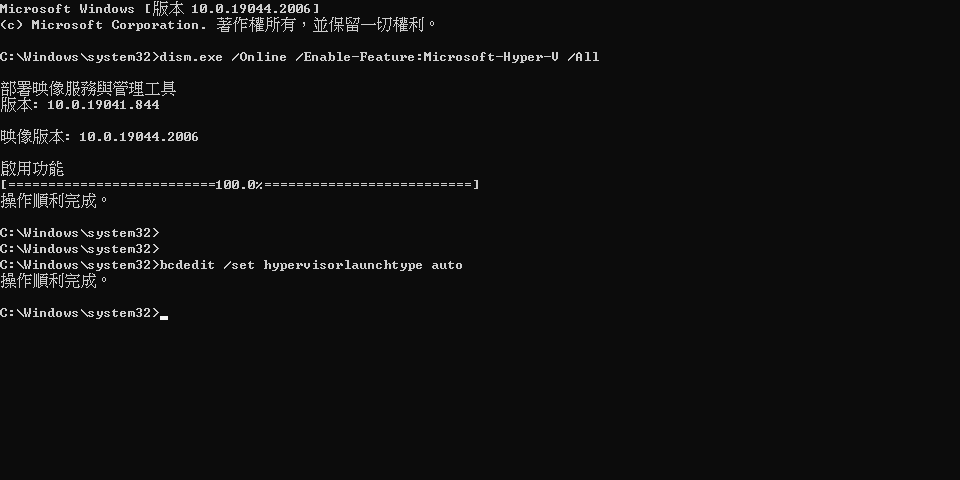 Microsoft Windows [版本 10.0.19044.2006]
(c) Microsoft Corporation. 著作權所有，並保留一切權利。
C:\Windows\system32>dism.exe /Online /Enable-Feature:Microsoft-Hyper-V /All
部署映像服務與管理工具
版本: 10.0.19041.844
映像版本: 10.0.19044.2006
啟用功能
[==========================100.0%==========================]
操作順利完成。
C:\Windows\system32>
C:\Windows\system32>
C:\Windows\system32>bcdedit /set hypervisorlaunchtype auto
操作順利完成。
C:\Windows\system32>